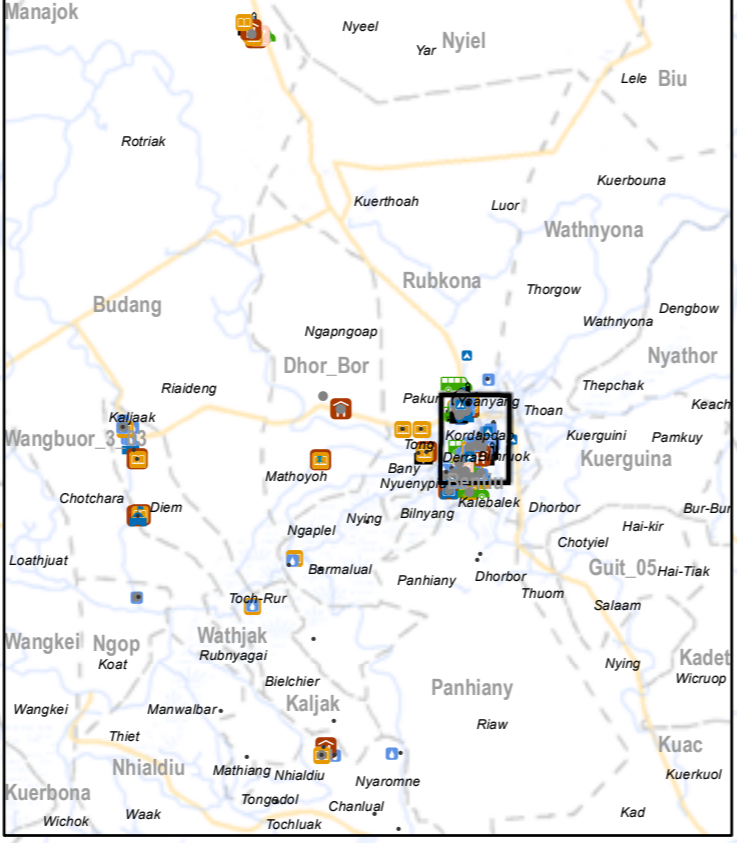 Manajok
Nyeel
Nyiel
Yar
Lele
Biu
Rotriak
Kuerbouna
Kuerthoah
Luor
Wathnyona
Rubkona
Thorgow
Budang
Dengbow
Wathnyona
Ngapngoap
Nyathor
Dhor_Bor
Thepchak
Riaideng
Keach
Thoan
Kaljaak
Kuerguini
Pamkuy
Kuerguina
Tong
Bany
Mathoyoh
Chotchara
Diem
Kalebalek
Dhorbor
Bur-Bur
Nying
Bilnyang
Hai-kir
Ngaplel
Chotyiel
Loathjuat
Barmalual
Guit_05
Hai-Tiak
Panhiany
Dhorbor
Thuom
Toch-Rur
Salaam
Wangkei
Ngop
Wathjak
Rubnyagai
Koat
Nying
Kadet
Wicruop
Bielchier
Panhiany
Kaljak
Wangkei
Manwalbar
Riaw
Thiet
Kuac
Nhialdiu
Mathiang
Nhialdiu
Nyaromne
Kuerkuol
Kuerbona
Tongadol
Chanlual
Waak
Wichok
Tochluak
Kad